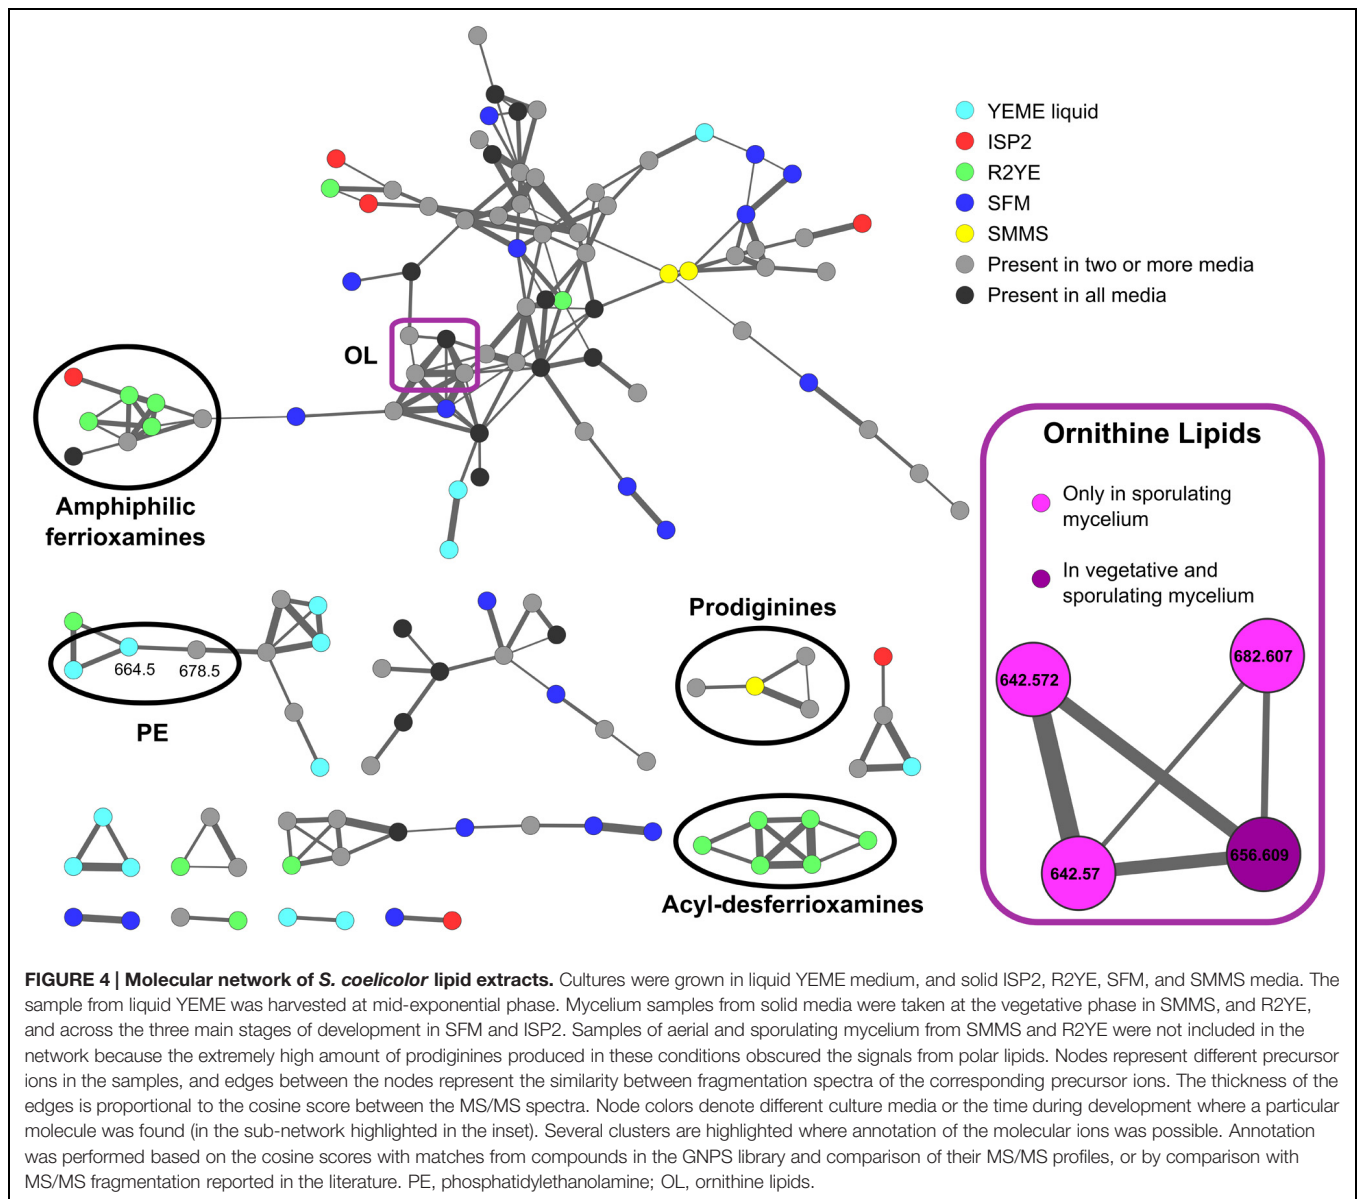 YEME liquid
ISP2
R2YE
SFM
SMMS
Present in two or more media
Present in all media
OL
Amphiphilic
ferrioxamines
Ornithine Lipids
Only in sporulating
mycelium
In vegetative and
sporulating mycelium
682.607
642.572
656.609
642.57
664.5
678.5
PE
Prodiginines
Acyl-desferrioxamines
FIGURE 4 | Molecular network of S. coelicolor lipid extracts. Cultures were grown in liquid YEME medium, and solid ISP2, R2YE, SFM, and SMMS media. The
sample from liquid YEME was harvested at mid-exponential phase. Mycelium samples from solid media were taken at the vegetative phase in SMMS, and R2YE,
and across the three main stages of development in SFM and ISP2. Samples of aerial and sporulating mycelium from SMMS and R2YE were not included in the
network because the extremely high amount of prodiginines produced in these conditions obscured the signals from polar lipids. Nodes represent different precursor
ions in the samples, and edges between the nodes represent the similarity between fragmentation spectra of the corresponding precursor ions. The thickness of the
edges is proportional to the cosine score between the MS/MS spectra. Node colors denote different culture media or the time during development where a particular
molecule was found (in the sub-network highlighted in the inset). Several clusters are highlighted where annotation of the molecular ions was possible. Annotation
was performed based on the cosine scores with matches from compounds in the GNPS library and comparison of their MS/MS profiles, or by comparison with
MS/MS fragmentation reported in the literature. PE, phosphatidylethanolamine; OL, ornithine lipids.